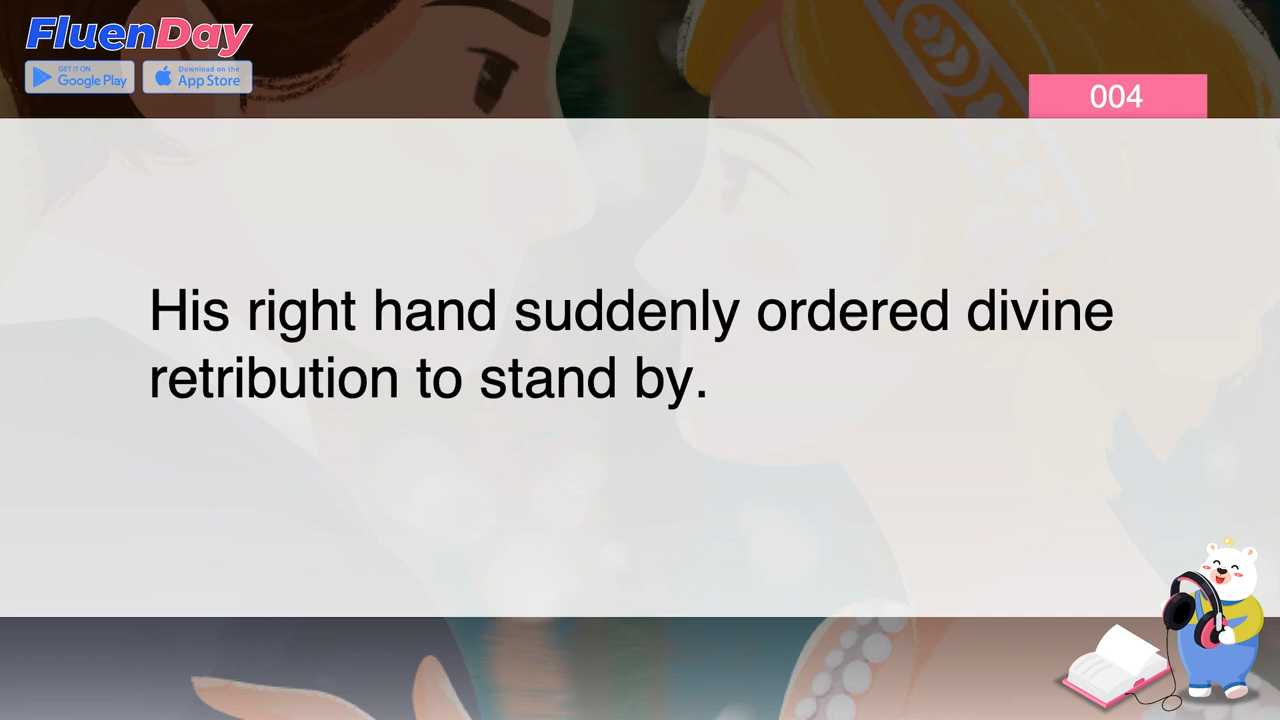 FluenDay
GET IT ON
Google Play
Download on the
App Store
004
His right hand suddenly ordered divine
retribution to stand by.